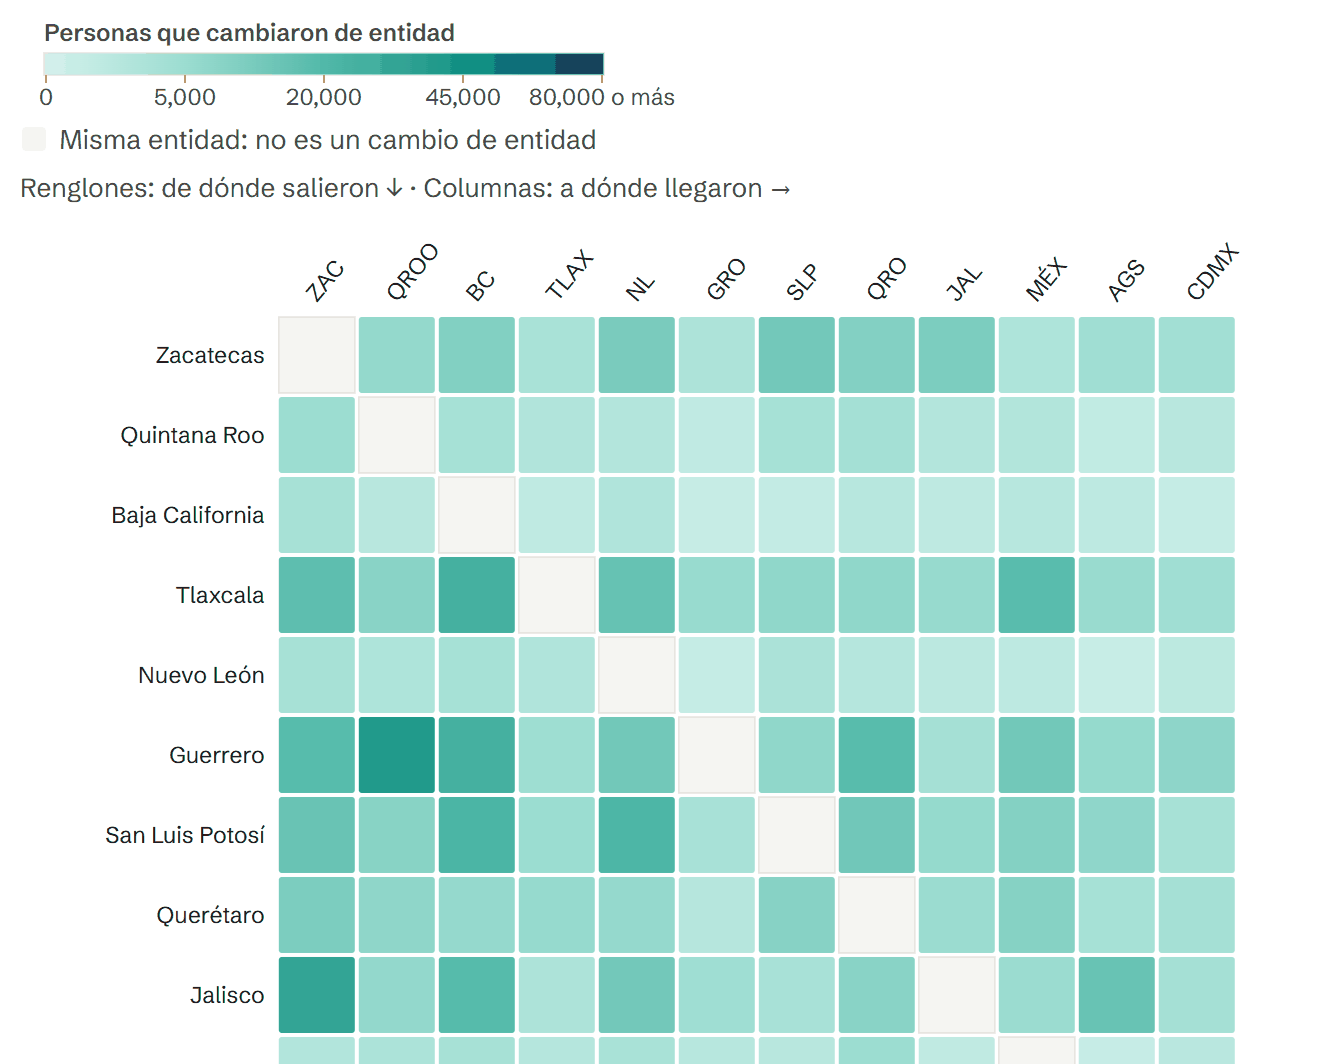 Personas que cambiaron de entidad
0 5,000 20,000 45,000 80,000 o más
Misma entidad: no es un cambio de entidad
Renglones: de dónde salieron ↓ · Columnas: a dónde llegaron →
ZAC QROO BC TLAX NL GRO SLP QRO JAL MÉX AGS CDMX
Zacatecas
Quintana Roo
Baja California
Tlaxcala
Nuevo León
Guerrero
San Luis Potosí
Querétaro
Jalisco